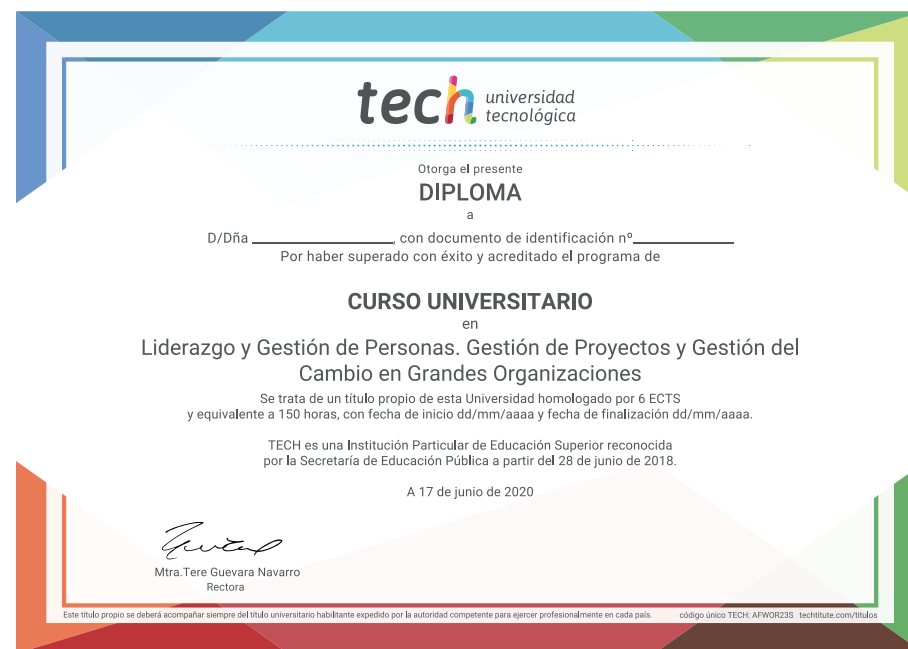 tech universidad
tecnológica
Otorga el presente
DIPLOMA
a
D/Dña ____________, con documento de identificación nº____________
Por haber superado con éxito y acreditado el programa de
CURSO UNIVERSITARIO
en
Liderazgo y Gestión de Personas. Gestión de Proyectos y Gestión del
Cambio en Grandes Organizaciones
Se trata de un título propio de esta Universidad homologado por 6 ECTS
y equivalente a 150 horas, con fecha de inicio dd/mm/aaaa y fecha de finalización dd/mm/aaaa.
TECH es una Institución Particular de Educación Superior reconocida
por la Secretaría de Educación Pública a partir del 28 de junio de 2018.
A 17 de junio de 2020
Mtra.Tere Guevara Navarro
Rectora
Este título propio se deberá acompañar siempre del título universitario habilitante expedido por la autoridad competente para ejercer profesionalmente en cada país. código único TECH: AFWOR23S techtitute.com/titulos